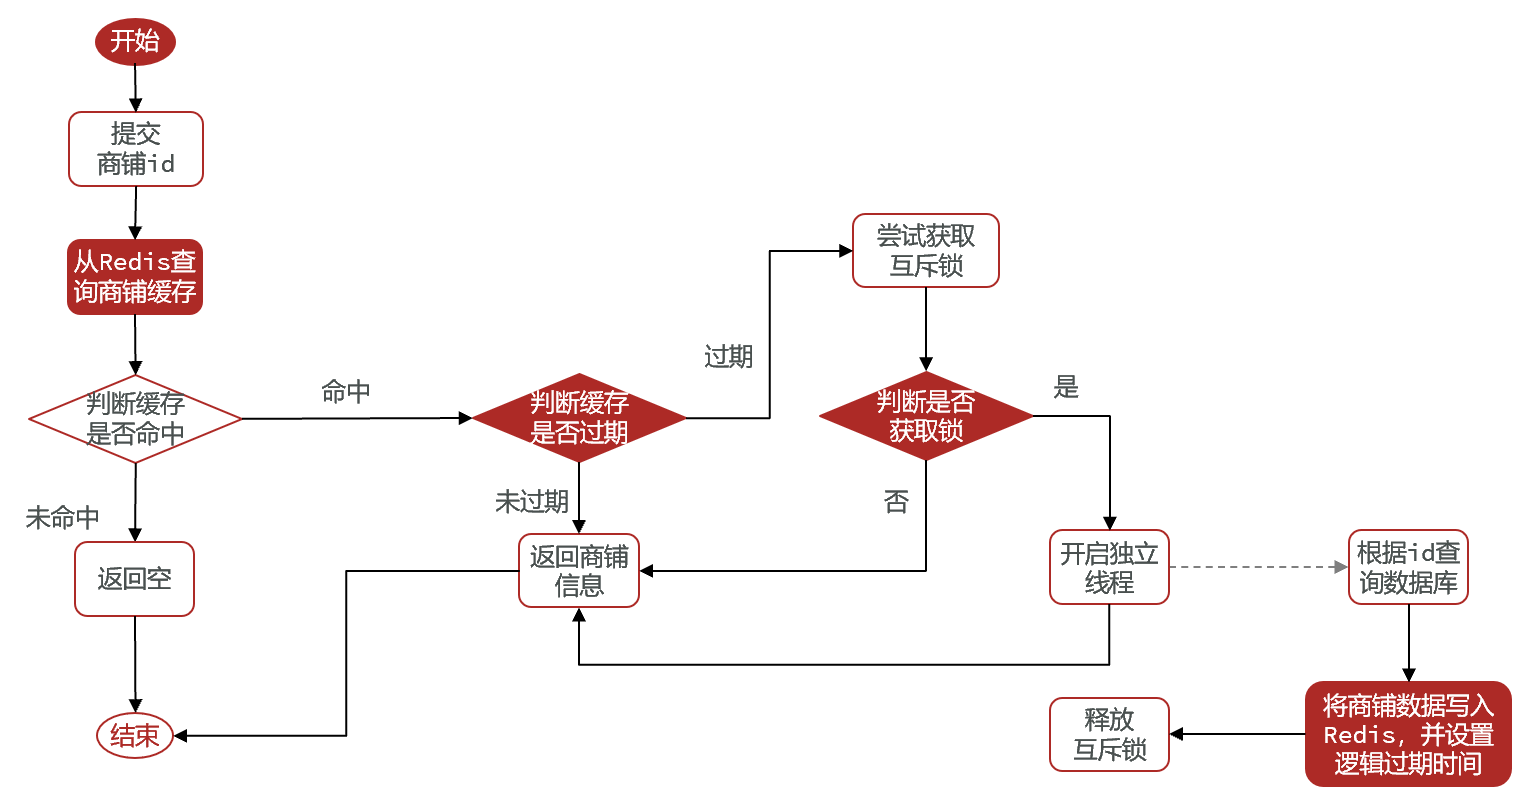 开始
提交
商铺id
从Redis查
询商铺缓存
判断缓存
是否命中
未命中
返回空
结束
命中
判断缓存
是否过期
未过期
返回商铺
信息
过期
尝试获取
互斥锁
判断是否
获取锁
否
是
开启独立
线程
根据id查
询数据库
将商铺数据写入
Redis，并设置
逻辑过期时间
释放
互斥锁